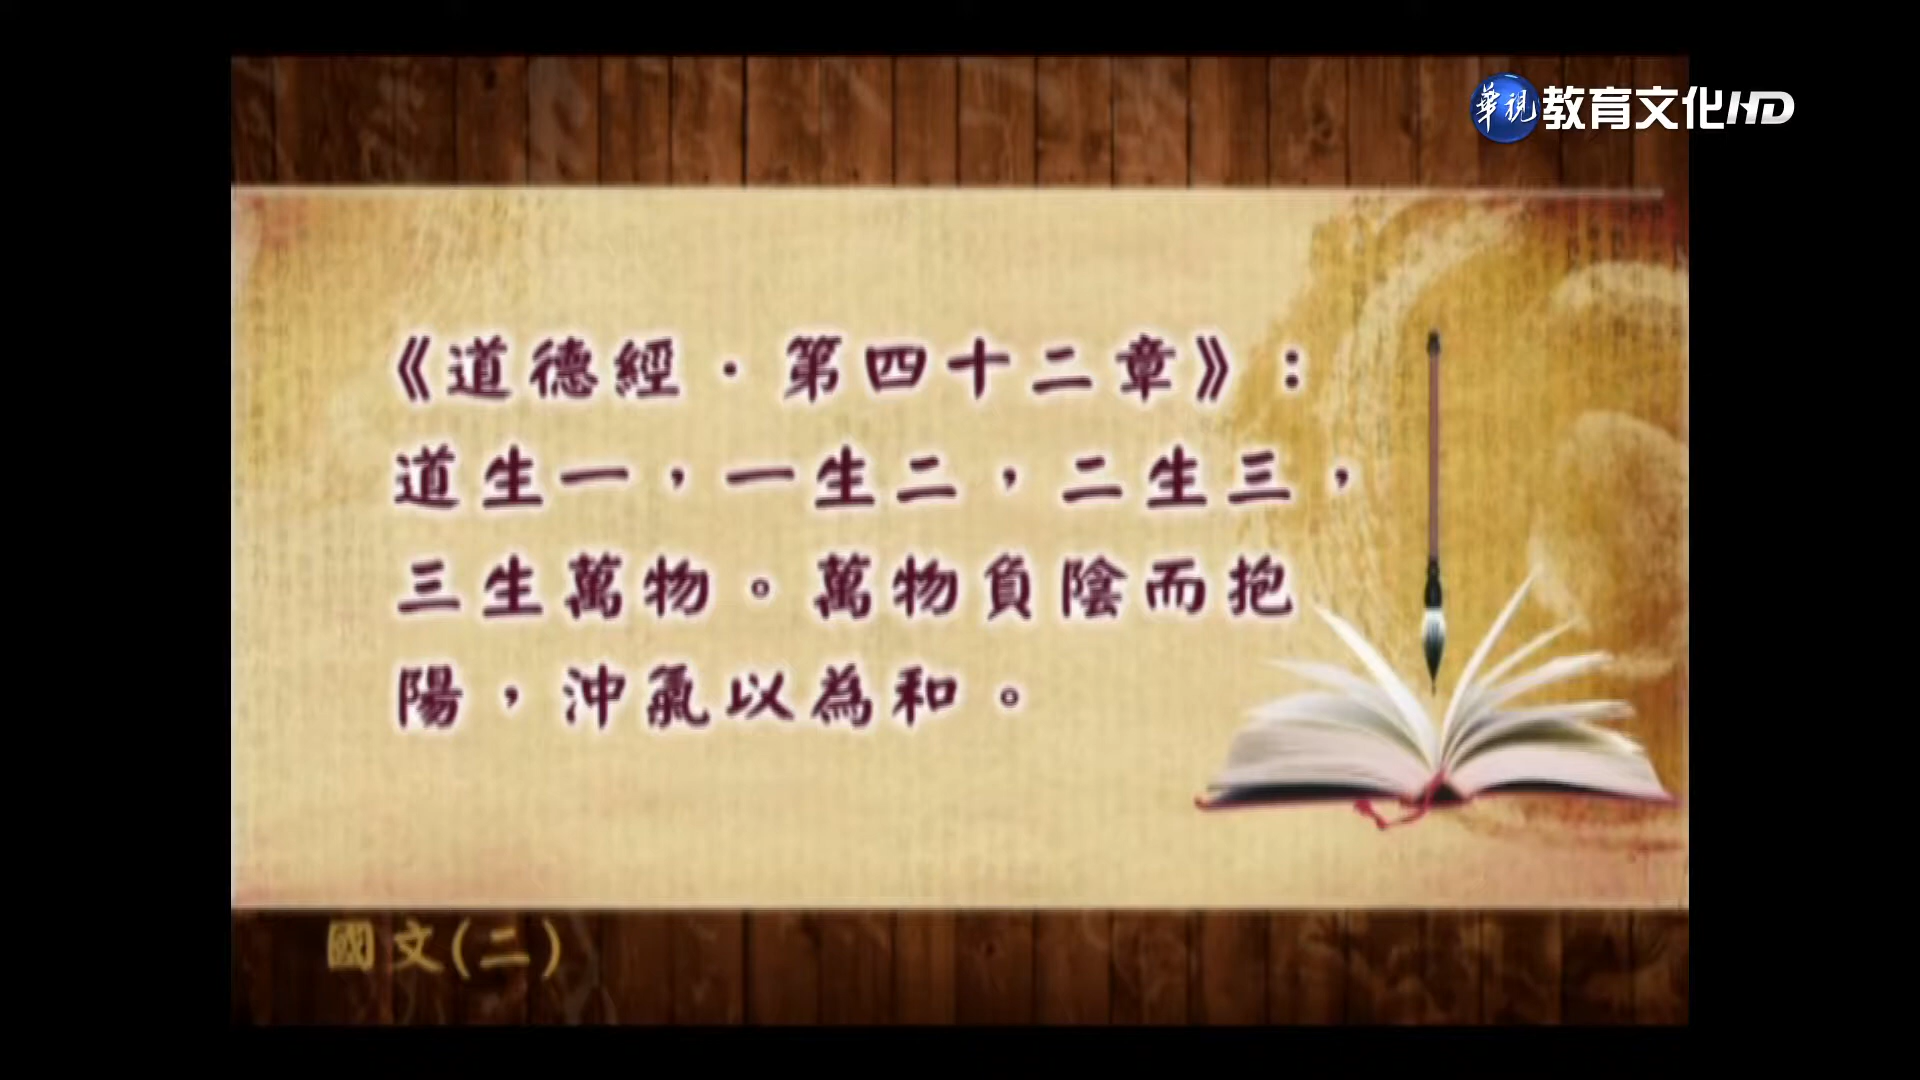 華視 教育文化HD
《道德經．第四十二章》：
道生一，一生二，二生三，
三生萬物。萬物負陰而抱
陽，沖氣以為和。
國文(二)